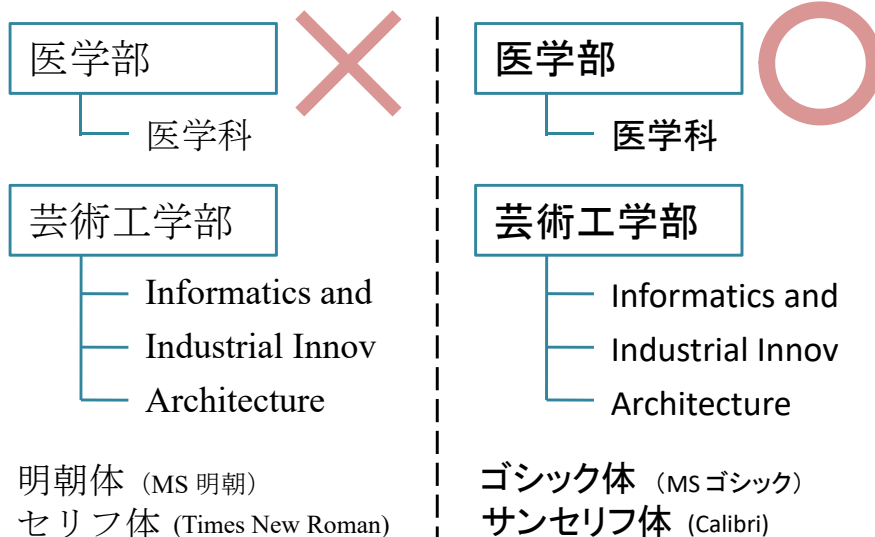 医学部
医学科
芸術工学部
Informatics and
Industrial Innov
Architecture
明朝体 (MS 明朝)
セリフ体 (Times New Roman)
医学部
医学科
芸術工学部
Informatics and
Industrial Innov
Architecture
ゴシック体 (MS ゴシック)
サンセリフ体 (Calibri)